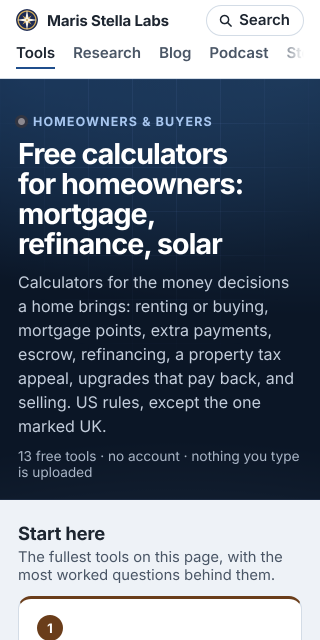 Maris Stella Labs
Search
Tools Research Blog Podcast St
HOMEOWNERS & BUYERS
Free calculators
for homeowners:
mortgage,
refinance, solar
Calculators for the money decisions
a home brings: renting or buying,
mortgage points, extra payments,
escrow, refinancing, a property tax
appeal, upgrades that pay back, and
selling. US rules, except the one
marked UK.
13 free tools · no account · nothing you type
is uploaded
Start here
The fullest tools on this page, with the
most worked questions behind them.
1